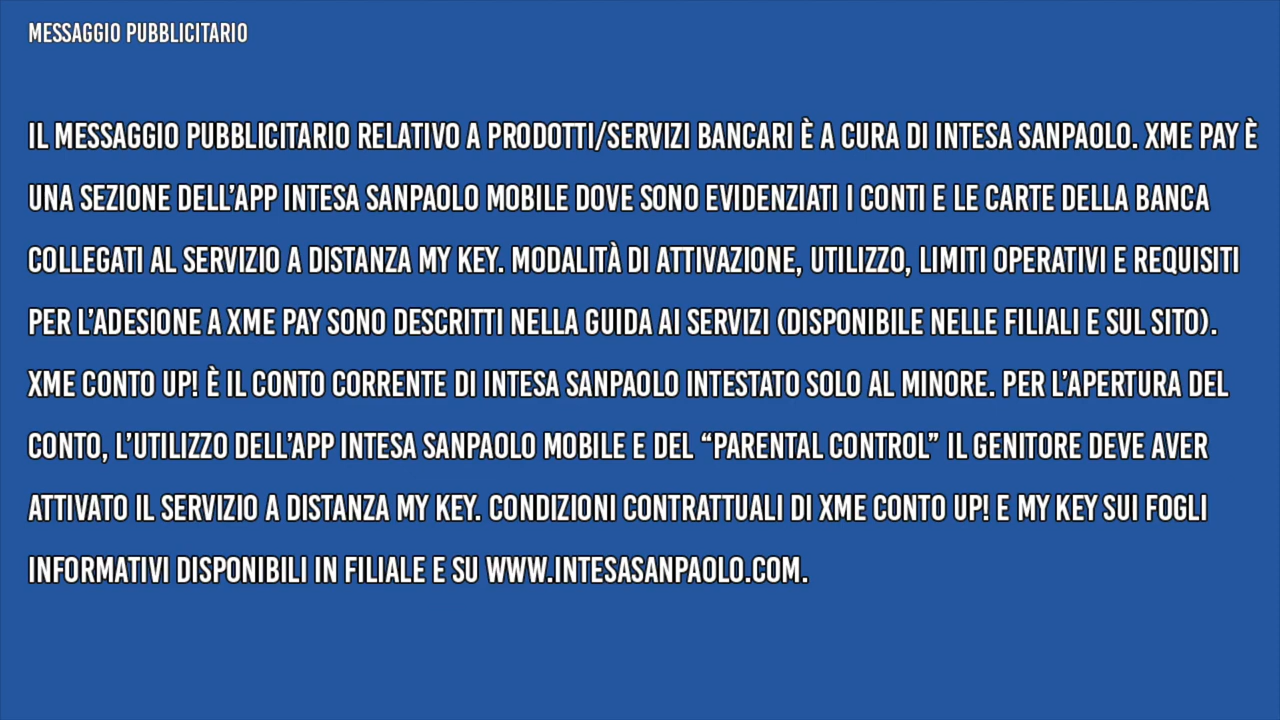 MESSAGGIO PUBBLICITARIO
IL MESSAGGIO PUBBLICITARIO RELATIVO A PRODOTTI/SERVIZI BANCARI È A CURA DI INTESA SANPAOLO. XME PAY È
UNA SEZIONE DELL’APP INTESA SANPAOLO MOBILE DOVE SONO EVIDENZIATI I CONTI E LE CARTE DELLA BANCA
COLLEGATI AL SERVIZIO A DISTANZA MY KEY. MODALITÀ DI ATTIVAZIONE, UTILIZZO, LIMITI OPERATIVI E REQUISITI
PER L’ADESIONE A XME PAY SONO DESCRITTI NELLA GUIDA AI SERVIZI (DISPONIBILE NELLE FILIALI E SUL SITO).
XME CONTO UP! È IL CONTO CORRENTE DI INTESA SANPAOLO INTESTATO SOLO AL MINORE. PER L’APERTURA DEL
CONTO, L’UTILIZZO DELL’APP INTESA SANPAOLO MOBILE E DEL “PARENTAL CONTROL” IL GENITORE DEVE AVER
ATTIVATO IL SERVIZIO A DISTANZA MY KEY. CONDIZIONI CONTRATTUALI DI XME CONTO UP! E MY KEY SUI FOGLI
INFORMATIVI DISPONIBILI IN FILIALE E SU WWW.INTESASANPAOLO.COM.